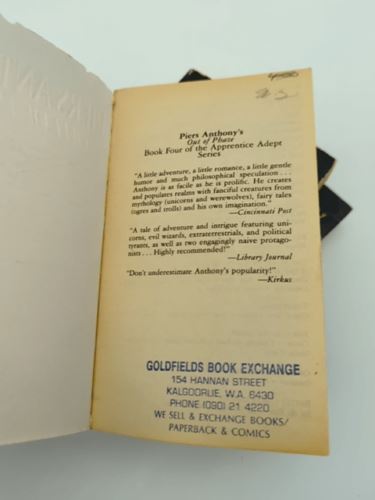 Piers Anthony's
Out of Phaze
Book Four of the Apprentice Adept
Series
"A little adventure, a little romance, a little gentle
humor and much philosophical speculation . . .
Anthony is as facile as he is prolific. He creates
and populates realms with fanciful creatures from
mythology (unicorns and werewolves), fairy tales
(ogres and trolls) and his own imagination."
—Cincinnati Post
"A tale of adventure and intrigue featuring uni-
corns, evil wizards, extraterrestrials, and political
tyrants, as well as two engagingly naive protago-
nists . . . Highly recommended!"
—Library Journal
"Don't underestimate Anthony's popularity!"
—Kirkus
GOLDFIELDS BOOK EXCHANGE
154 HANNAN STREET
KALGOORLIE, W.A. 6430
PHONE (090) 21 4220
WE SELL & EXCHANGE BOOKS/
PAPERBACK & COMICS